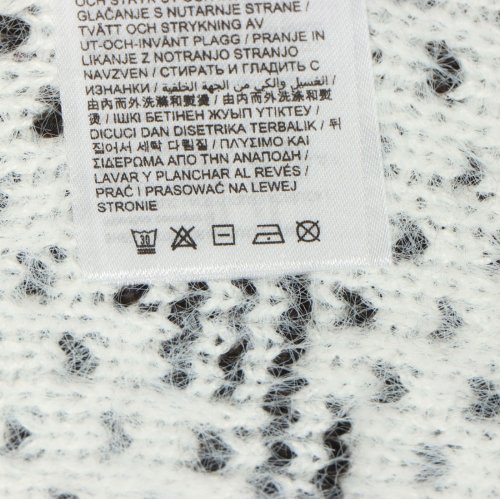 GLAČANJE S NUTARNJE STRANE /
TVÄTT OCH STRYKNING AV
UT-OCH-INVÄNT PLAGG / PRANJE IN
LIKANJE Z NOTRANJO STRANJO
NAVZVEN / СТИРАТЬ И ГЛАДИТЬ С
ИЗНАНКИ / الغسيل والكي من الجهة الخلفية /
由內而外洗滌和熨燙 / 由内而外洗涤和熨
烫 / ІШКІ БЕТІНЕН ЖУЫП ҮТІКТЕУ /
DICUCI DAN DISETRIKA TERBALIK / 뒤
집어서 세탁 다림질 / ΠΛΥΣΙΜΟ ΚΑΙ
ΣΙΔΕΡΩΜΑ ΑΠΟ ΤΗΝ ΑΝΑΠΟΔΗ /
LAVAR Y PLANCHAR AL REVÉS /
PRAĆ I PRASOWAĆ NA LEWEJ
STRONIE
30